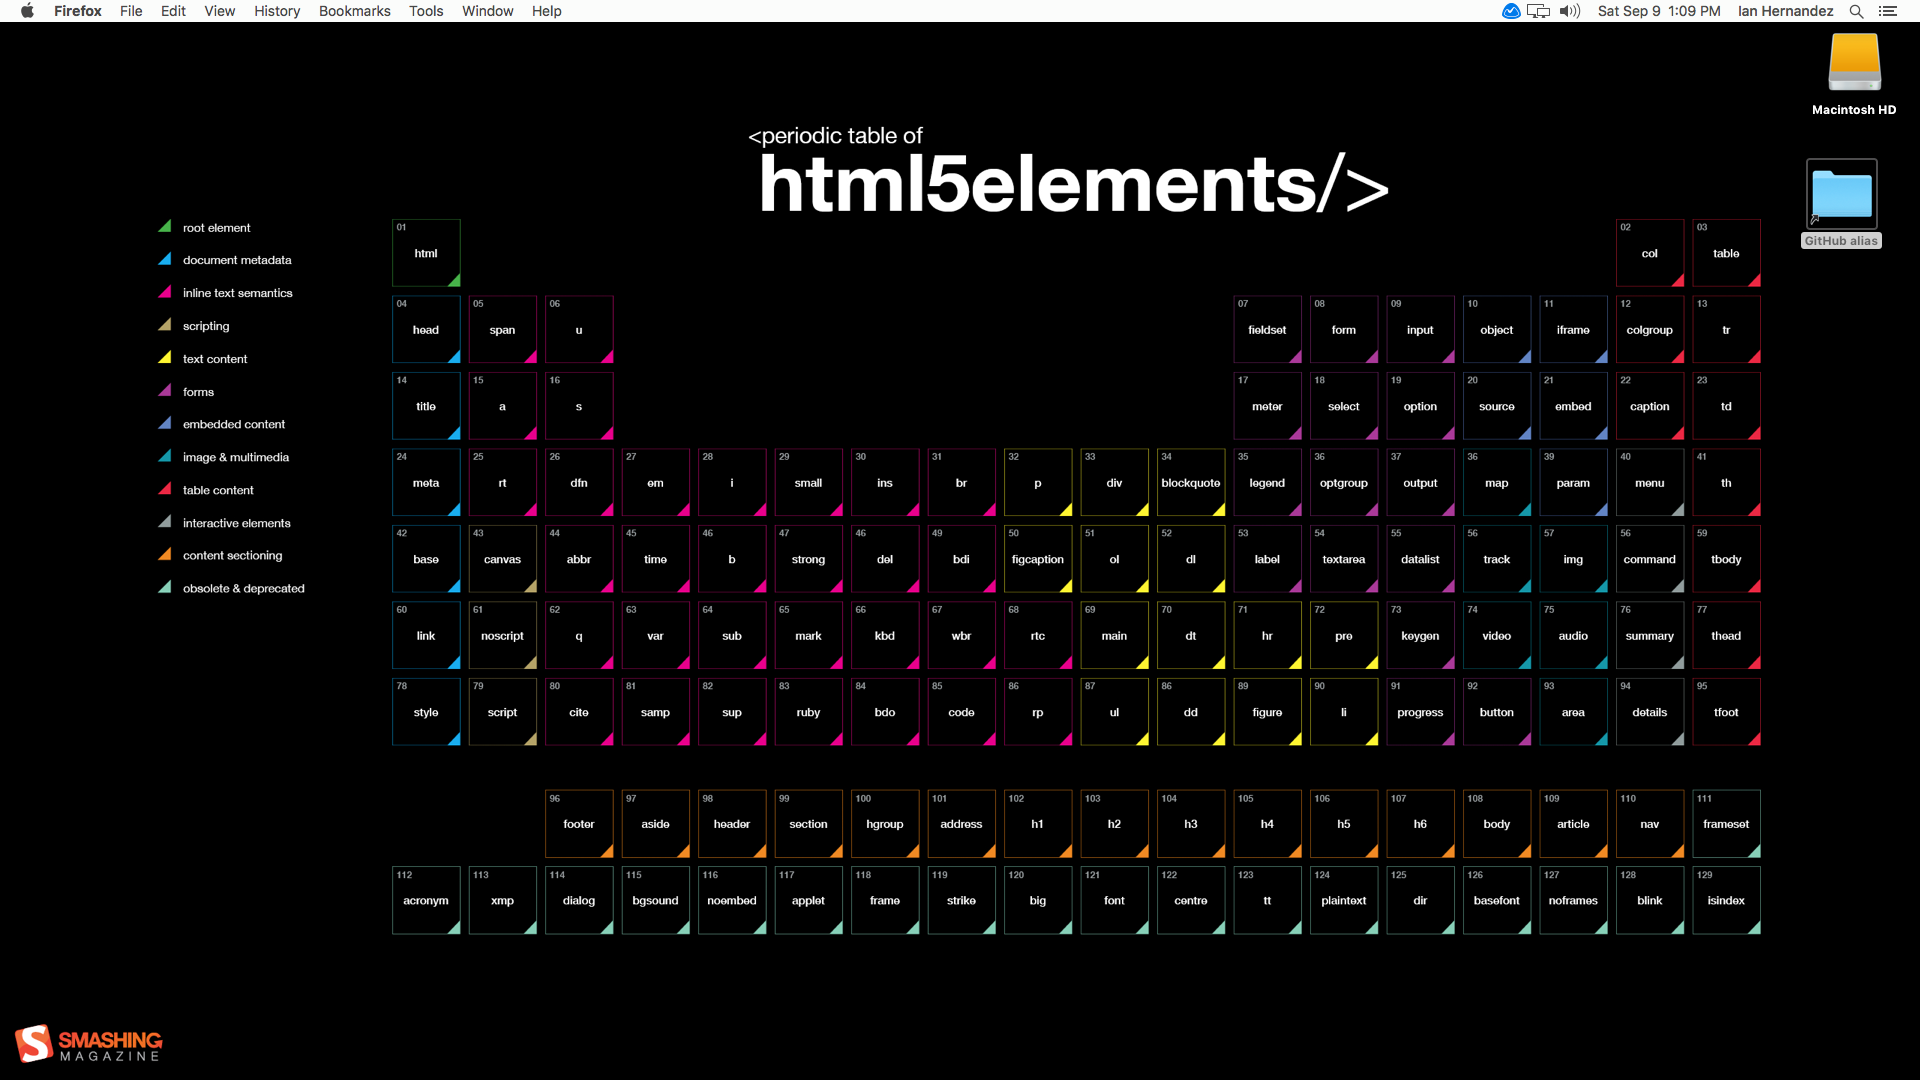 Firefox File Edit View History Bookmarks Tools Window Help Sat Sep 9 1:09 PM Ian Hernandez
Macintosh HD
GitHub alias
<periodic table of
html5elements/>
root element
document metadata
inline text semantics
scripting
text content
forms
embedded content
image & multimedia
table content
interactive elements
content sectioning
obsolete & deprecated
01 02 03
html col table
04 05 06 07 08 09 10 11 12 13
head span u fieldset form input object iframe colgroup tr
14 15 16 17 18 19 20 21 22 23
title a s meter select option source embed caption td
24 25 26 27 28 29 30 31 32 33 34 35 36 37 38 39 40 41
meta rt dfn em i small ins br p div blockquote legend optgroup output map param menu th
42 43 44 45 46 47 46 49 50 51 52 53 54 55 56 57 56 59
base canvas abbr time b strong del bdi figcaption ol dl label textarea datalist track img command tbody
60 61 62 63 64 65 66 67 68 69 70 71 72 73 74 75 76 77
link noscript q var sub mark kbd wbr rtc main dt hr pre keygen video audio summary thead
78 79 80 81 82 83 84 85 86 87 86 89 90 91 92 93 94 95
style script cite samp sup ruby bdo code rp ul dd figure li progress button area details tfoot
96 97 98 99 100 101 102 103 104 105 106 107 108 109 110 111
footer aside header section hgroup address h1 h2 h3 h4 h5 h6 body article nav frameset
112 113 114 115 116 117 118 119 120 121 122 123 124 125 126 127 128 129
acronym xmp dialog bgsound noembed applet frame strike big font centre tt plaintext dir basefont noframes blink isindex
SMASHING
MAGAZINE